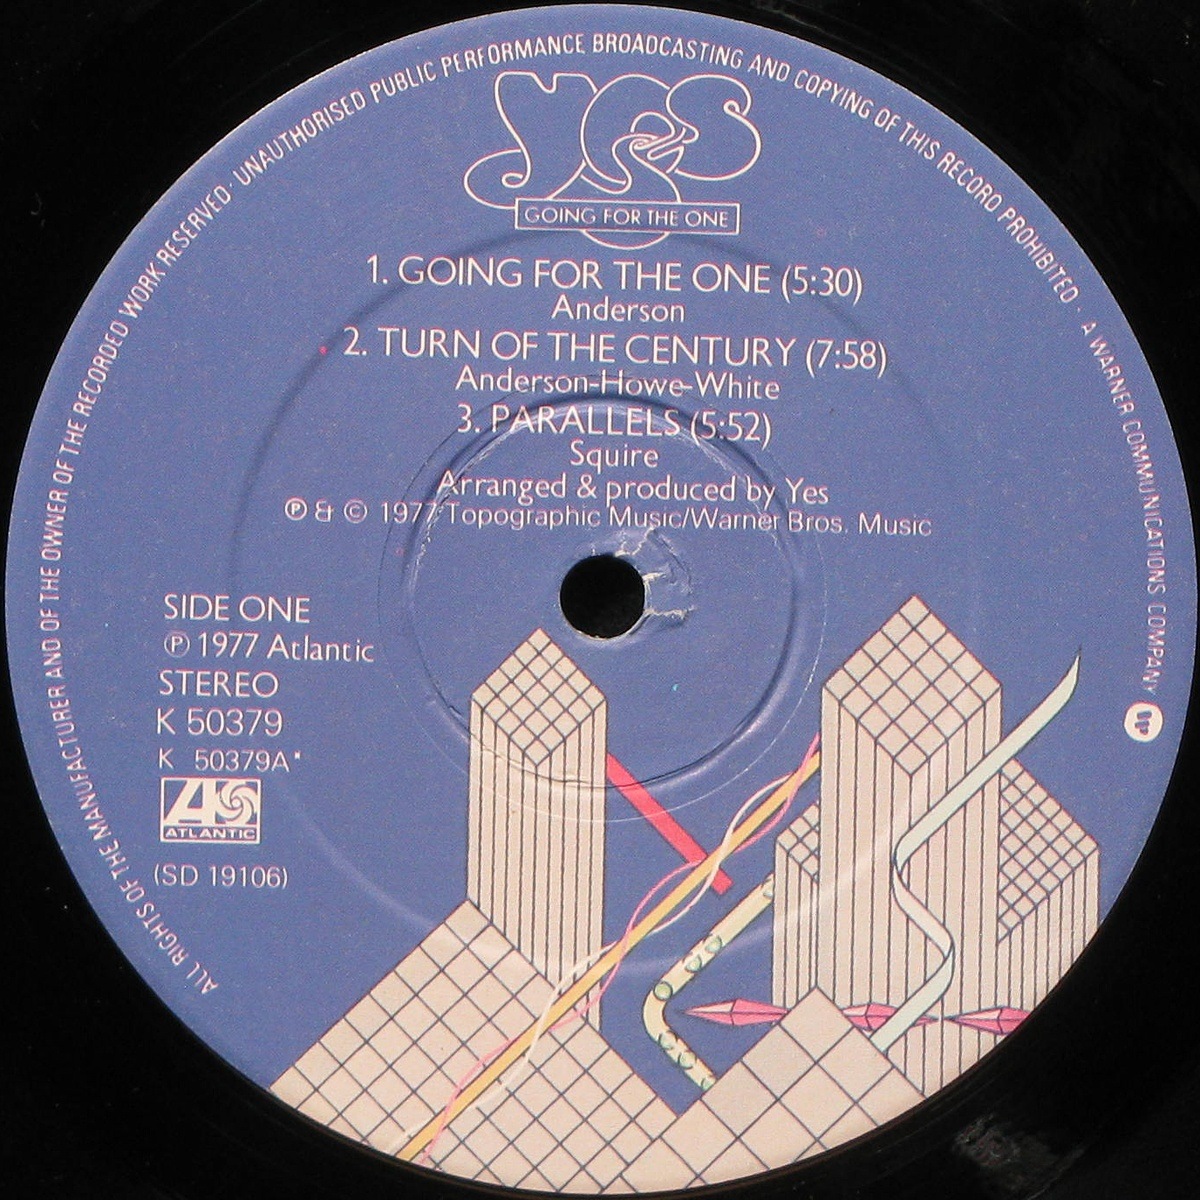 ALL RIGHTS OF THE MANUFACTURER AND OF THE OWNER OF THE RECORDED WORK RESERVED · UNAUTHORISED PUBLIC PERFORMANCE BROADCASTING AND COPYING OF THIS RECORD PROHIBITED · A WARNER COMMUNICATIONS COMPANY
yes
GOING FOR THE ONE
1. GOING FOR THE ONE (5:30)
Anderson
2. TURN OF THE CENTURY (7:58)
Anderson-Howe-White
3. PARALLELS (5:52)
Squire
Arranged & produced by Yes
℗ & © 1977 Topographic Music/Warner Bros. Music
SIDE ONE
℗ 1977 Atlantic
STEREO
K 50379
K 50379A*
ATLANTIC
(SD 19106)